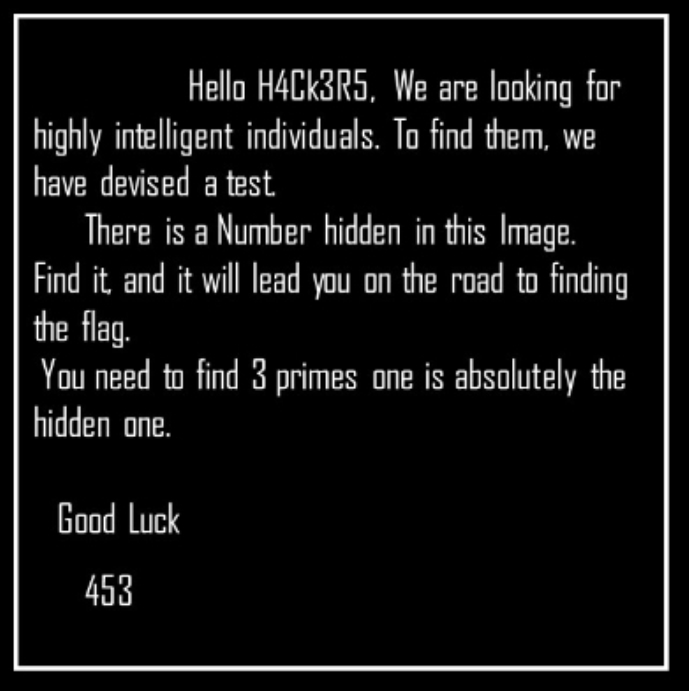 Hello H4Ck3R5, We are looking for
highly intelligent individuals. To find them, we
have devised a test.
There is a Number hidden in this Image.
Find it, and it will lead you on the road to finding
the flag.
You need to find 3 primes one is absolutely the
hidden one.
Good Luck
453